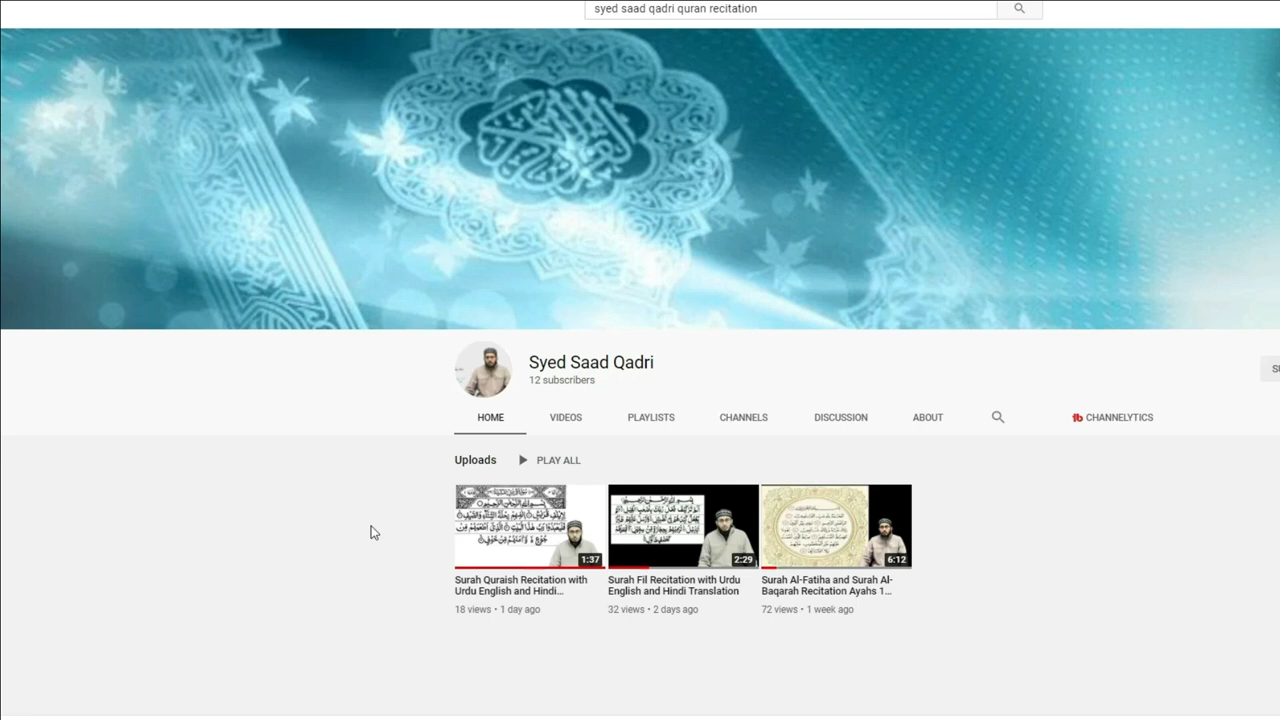 syed saad qadri quran recitation
Syed Saad Qadri
12 subscribers
HOME VIDEOS PLAYLISTS CHANNELS DISCUSSION ABOUT CHANNELYTICS
Uploads PLAY ALL
1:37 2:29 6:12
Surah Quraish Recitation with
Urdu English and Hindi...
18 views • 1 day ago
Surah Fil Recitation with Urdu
English and Hindi Translation
32 views • 2 days ago
Surah Al-Fatiha and Surah Al-
Baqarah Recitation Ayahs 1...
72 views • 1 week ago